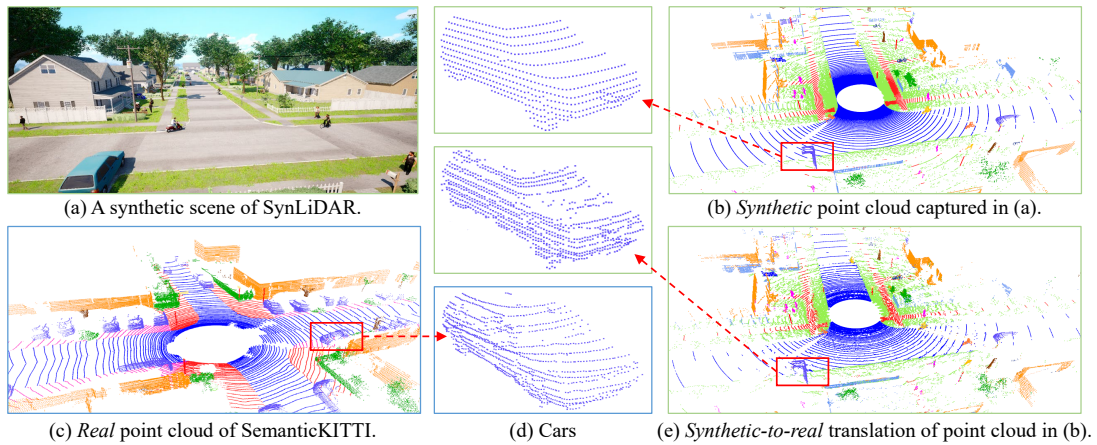 (a) A synthetic scene of SynLiDAR.
(b) Synthetic point cloud captured in (a).
(c) Real point cloud of SemanticKITTI.
(d) Cars
(e) Synthetic-to-real translation of point cloud in (b).